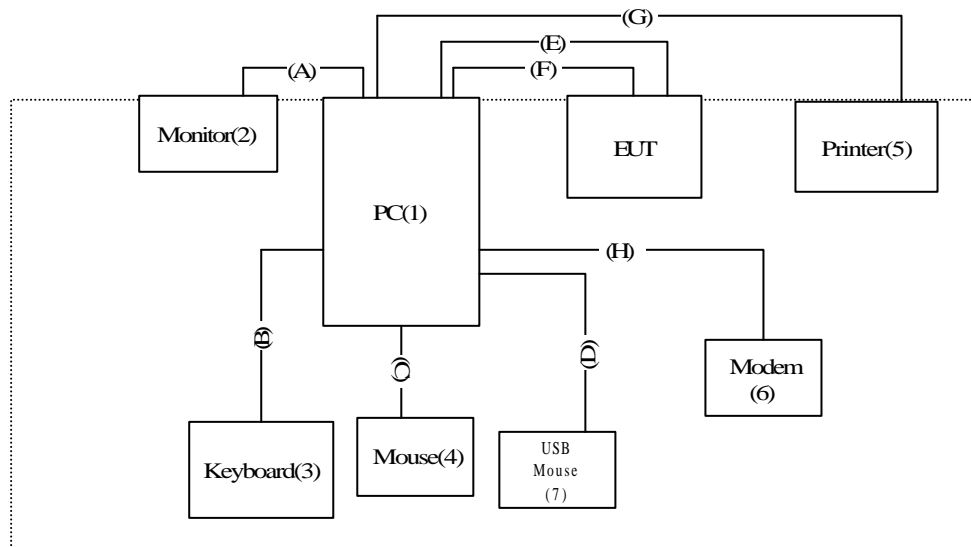 (G)
(E)
(A)
(F)
Monitor(2)
EUT
Printer(5)
PC(1)
(H)
(B)
(C)
(D)
Modem
(6)
Keyboard(3)
Mouse(4)
USB
Mouse
(7)